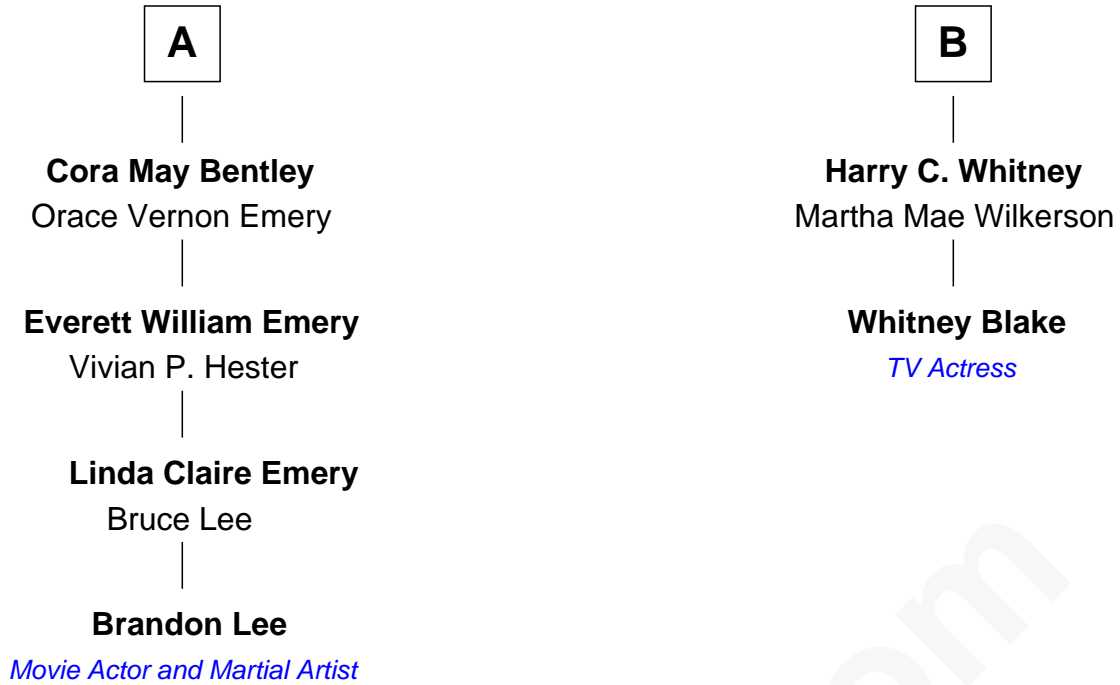 A
Cora May Bentley
Orace Vernon Emery
Everett William Emery
Vivian P. Hester
Linda Claire Emery
Bruce Lee
Brandon Lee
Movie Actor and Martial Artist
B
Harry C. Whitney
Martha Mae Wilkerson
Whitney Blake
TV Actress
om